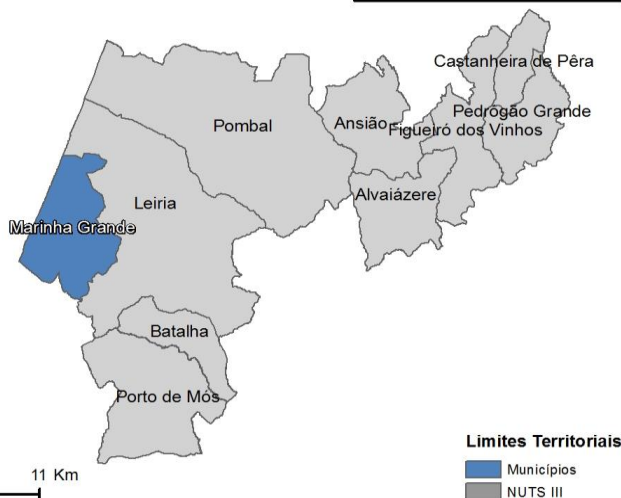 Castanheira de Pêra
Pedrogão Grande
Pombal
Ansião
Figueiró dos Vinhos
Alvaiázere
Leiria
Marinha Grande
Batalha
Porto de Mós
Limites Territoriais
11 Km
Municípios
NUTS III